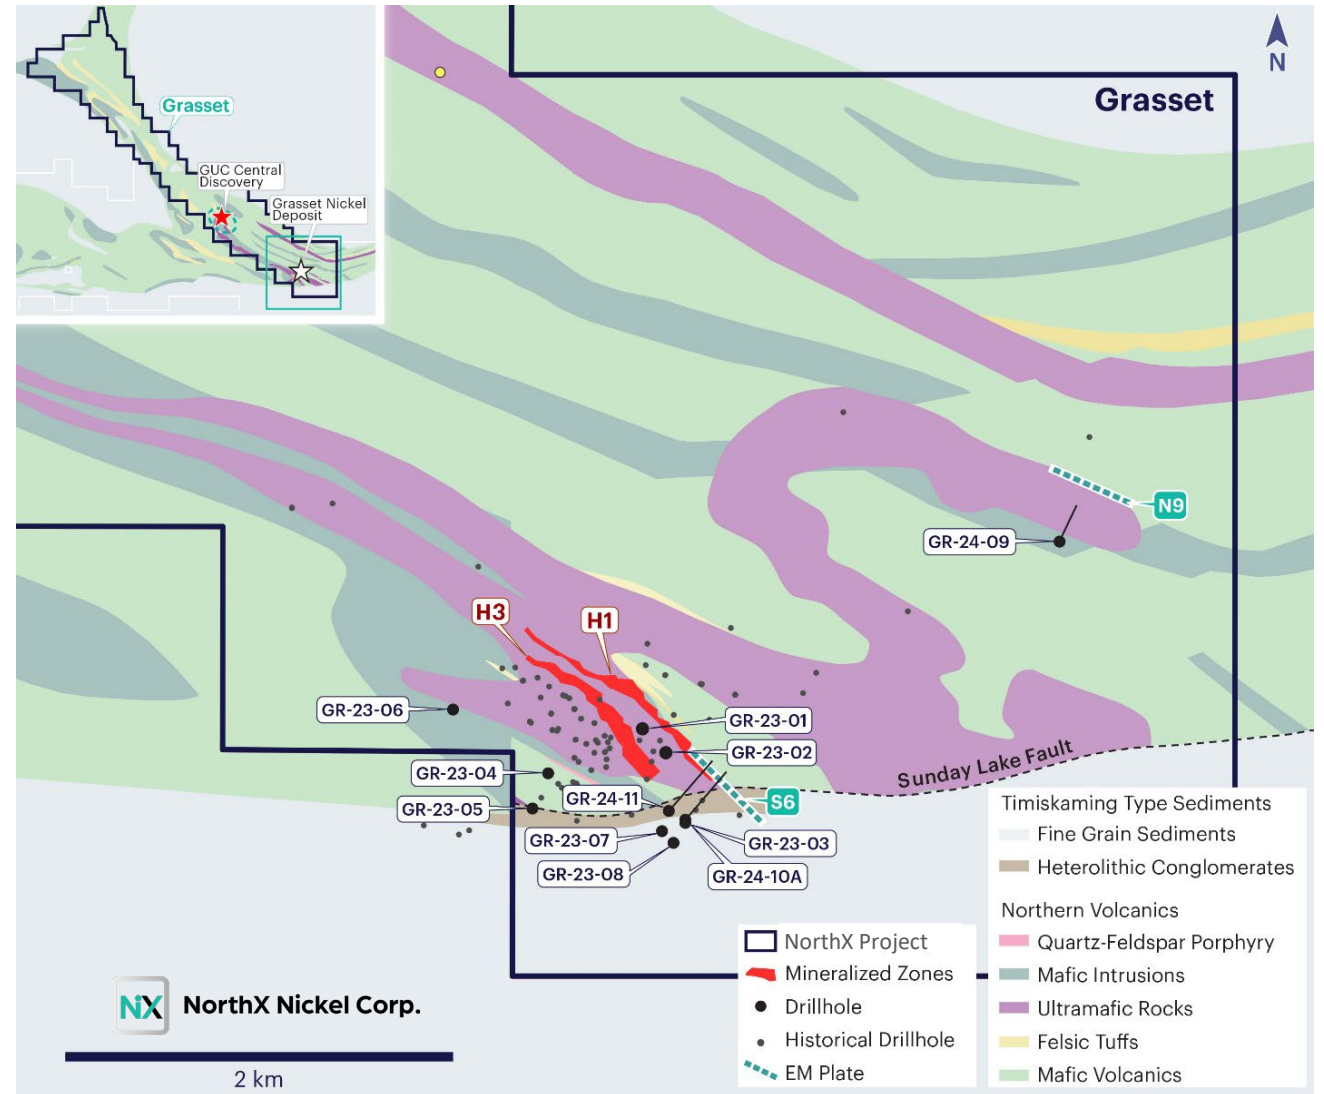 Grasset
GUC Central
Discovery
Grasset Nickel
Deposit
N
Grasset
N9
GR-24-09
H3
H1
GR-23-06
GR-23-01
GR-23-02
GR-23-04
GR-24-11
S6
GR-23-05
GR-23-07
GR-23-03
GR-23-08
GR-24-10A
Sunday Lake Fault
Timiskaming Type Sediments
Fine Grain Sediments
Heterolithic Conglomerates
Northern Volcanics
Quartz-Feldspar Porphyry
Mafic Intrusions
Ultramafic Rocks
Felsic Tuffs
Mafic Volcanics
NorthX Project
Mineralized Zones
Drillhole
Historical Drillhole
EM Plate
NX NorthX Nickel Corp.
2 km